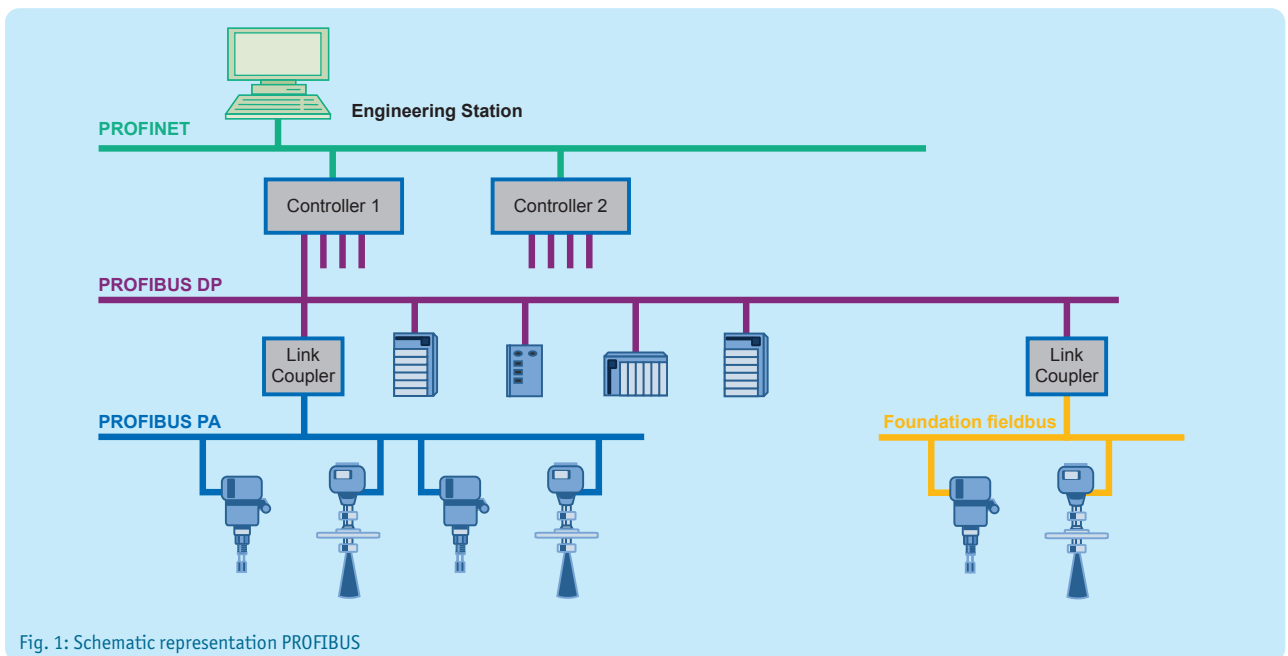 Engineering Station
PROFINET
Controller 1
Controller 2
PROFIBUS DP
Link
Coupler
Link
Coupler
PROFIBUS PA
Foundation fieldbus
Fig. 1: Schematic representation PROFIBUS